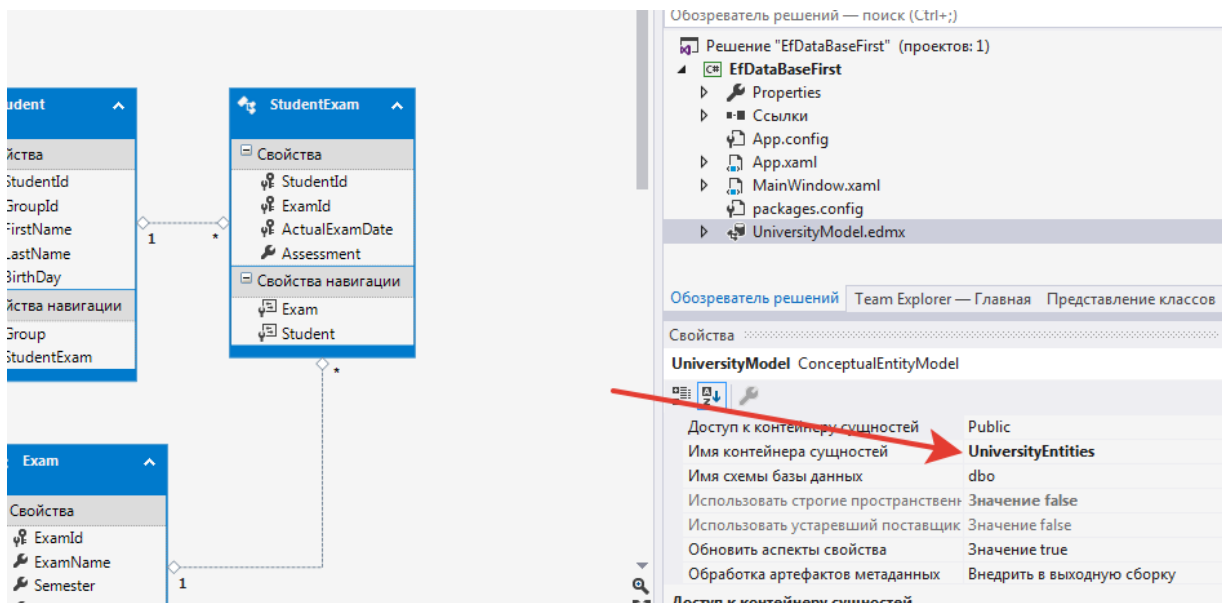 Обозреватель решений — поиск (Ctrl+;)
Решение "EfDataBaseFirst" (проектов: 1)
EfDataBaseFirst
Properties
Ссылки
App.config
App.xaml
MainWindow.xaml
packages.config
UniversityModel.edmx
Обозреватель решений Team Explorer — Главная Представление классов
Свойства
UniversityModel ConceptualEntityModel
Доступ к контейнеру сущностей Public
Имя контейнера сущностей UniversityEntities
Имя схемы базы данных dbo
Использовать строгие пространствен Значение false
Использовать устаревший поставщик Значение false
Обновить аспекты свойства Значение true
Обработка артефактов метаданных Внедрить в выходную сборку
Доступ к контейнеру сущностей
udent
йства
StudentId
GroupId
FirstName
LastName
BirthDay
йства навигации
Group
StudentExam
1 *
StudentExam
Свойства
StudentId
ExamId
ActualExamDate
Assessment
Свойства навигации
Exam
Student
*
Exam
Свойства
ExamId
ExamName
Semester
1